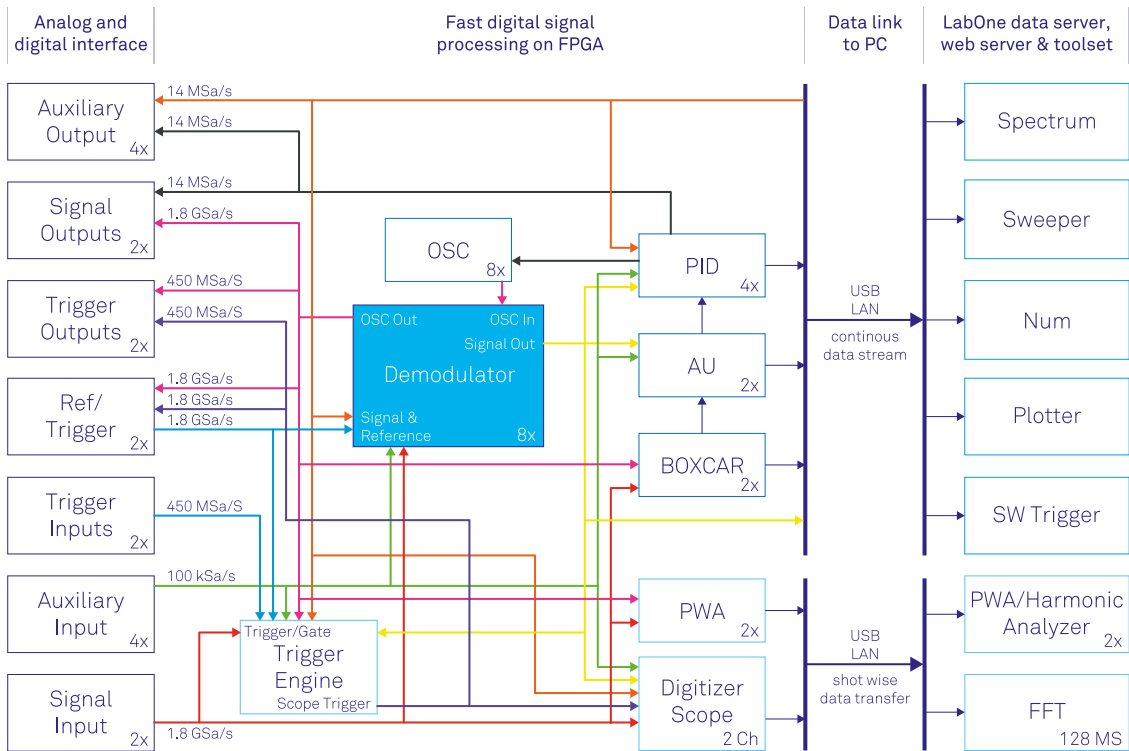 Analog and
digital interface
Fast digital signal
processing on FPGA
Data link
to PC
LabOne data server,
web server & toolset
Auxiliary
Output
4x
14 MSa/s
14 MSa/s
Signal
Outputs
2x
14 MSa/s
1.8 GSa/s
Trigger
Outputs
2x
450 MSa/S
450 MSa/S
Ref/
Trigger
2x
1.8 GSa/s
1.8 GSa/s
1.8 GSa/s
Trigger
Inputs
2x
450 MSa/S
Auxiliary
Input
4x
100 kSa/s
Signal
Input
2x
1.8 GSa/s
OSC
8x
OSC Out
OSC In
Signal Out
Demodulator
Signal &
Reference
8x
Trigger/Gate
Trigger
Engine
Scope Trigger
PID
4x
AU
2x
BOXCAR
2x
PWA
2x
Digitizer
Scope
2 Ch
USB
LAN
continous
data stream
USB
LAN
shot wise
data transfer
Spectrum
Sweeper
Num
Plotter
SW Trigger
PWA/Harmonic
Analyzer
2x
FFT
128 MS